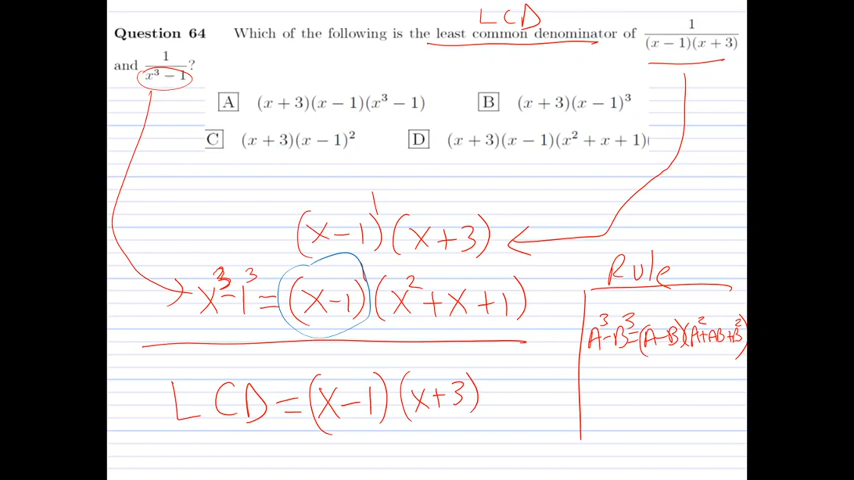 LCD
Question 64 Which of the following is the least common denominator of 1/((x − 1)(x + 3))
and 1/(x³ − 1)?
A (x + 3)(x − 1)(x³ − 1) B (x + 3)(x − 1)³
C (x + 3)(x − 1)² D (x + 3)(x − 1)(x² + x + 1)(
(x−1)¹(x+3)
Rule
x³−1³=(x−1)(x²+x+1)
A³−B³=(A−B)(A²+AB+B²)
LCD=(x−1)(x+3)